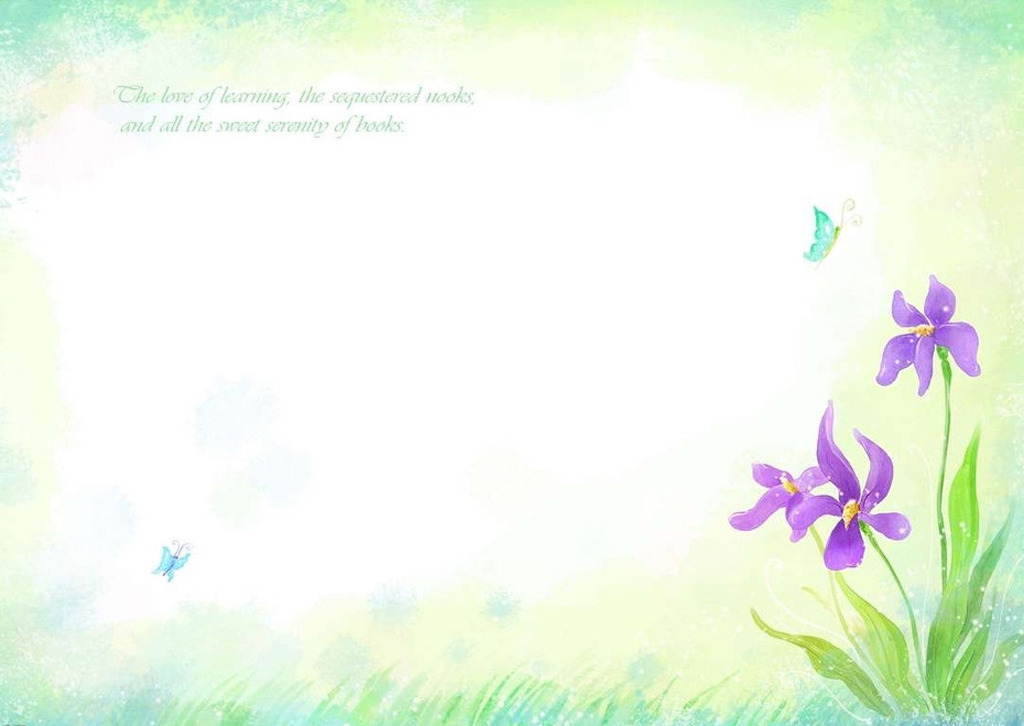 The love of learning, the sequestered nooks,
and all the sweet serenity of books.